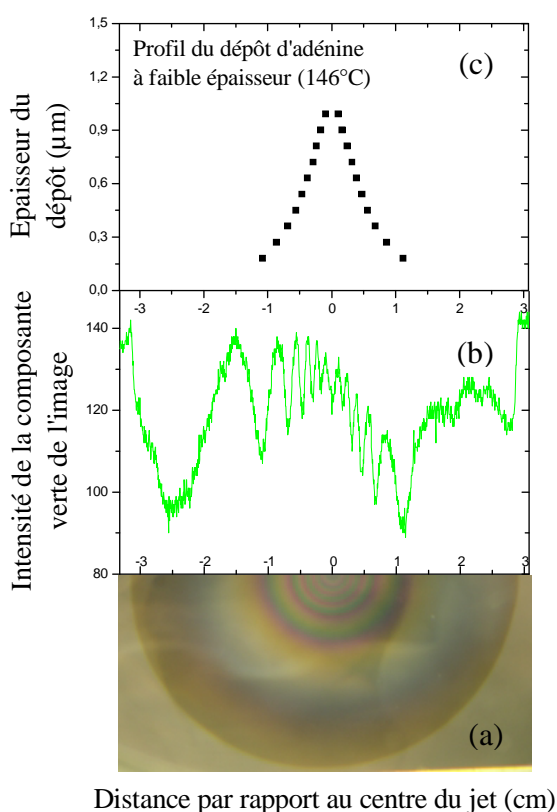 1,5
1,2
0,9
0,6
0,3
0,0
Epaisseur du
dépôt (µm)
Profil du dépôt d'adénine
à faible épaisseur (146°C)
(c)
-3 -2 -1 0 1 2 3
140
120
100
80
Intensité de la composante
verte de l'image
(b)
-3 -2 -1 0 1 2 3
(a)
Distance par rapport au centre du jet (cm)